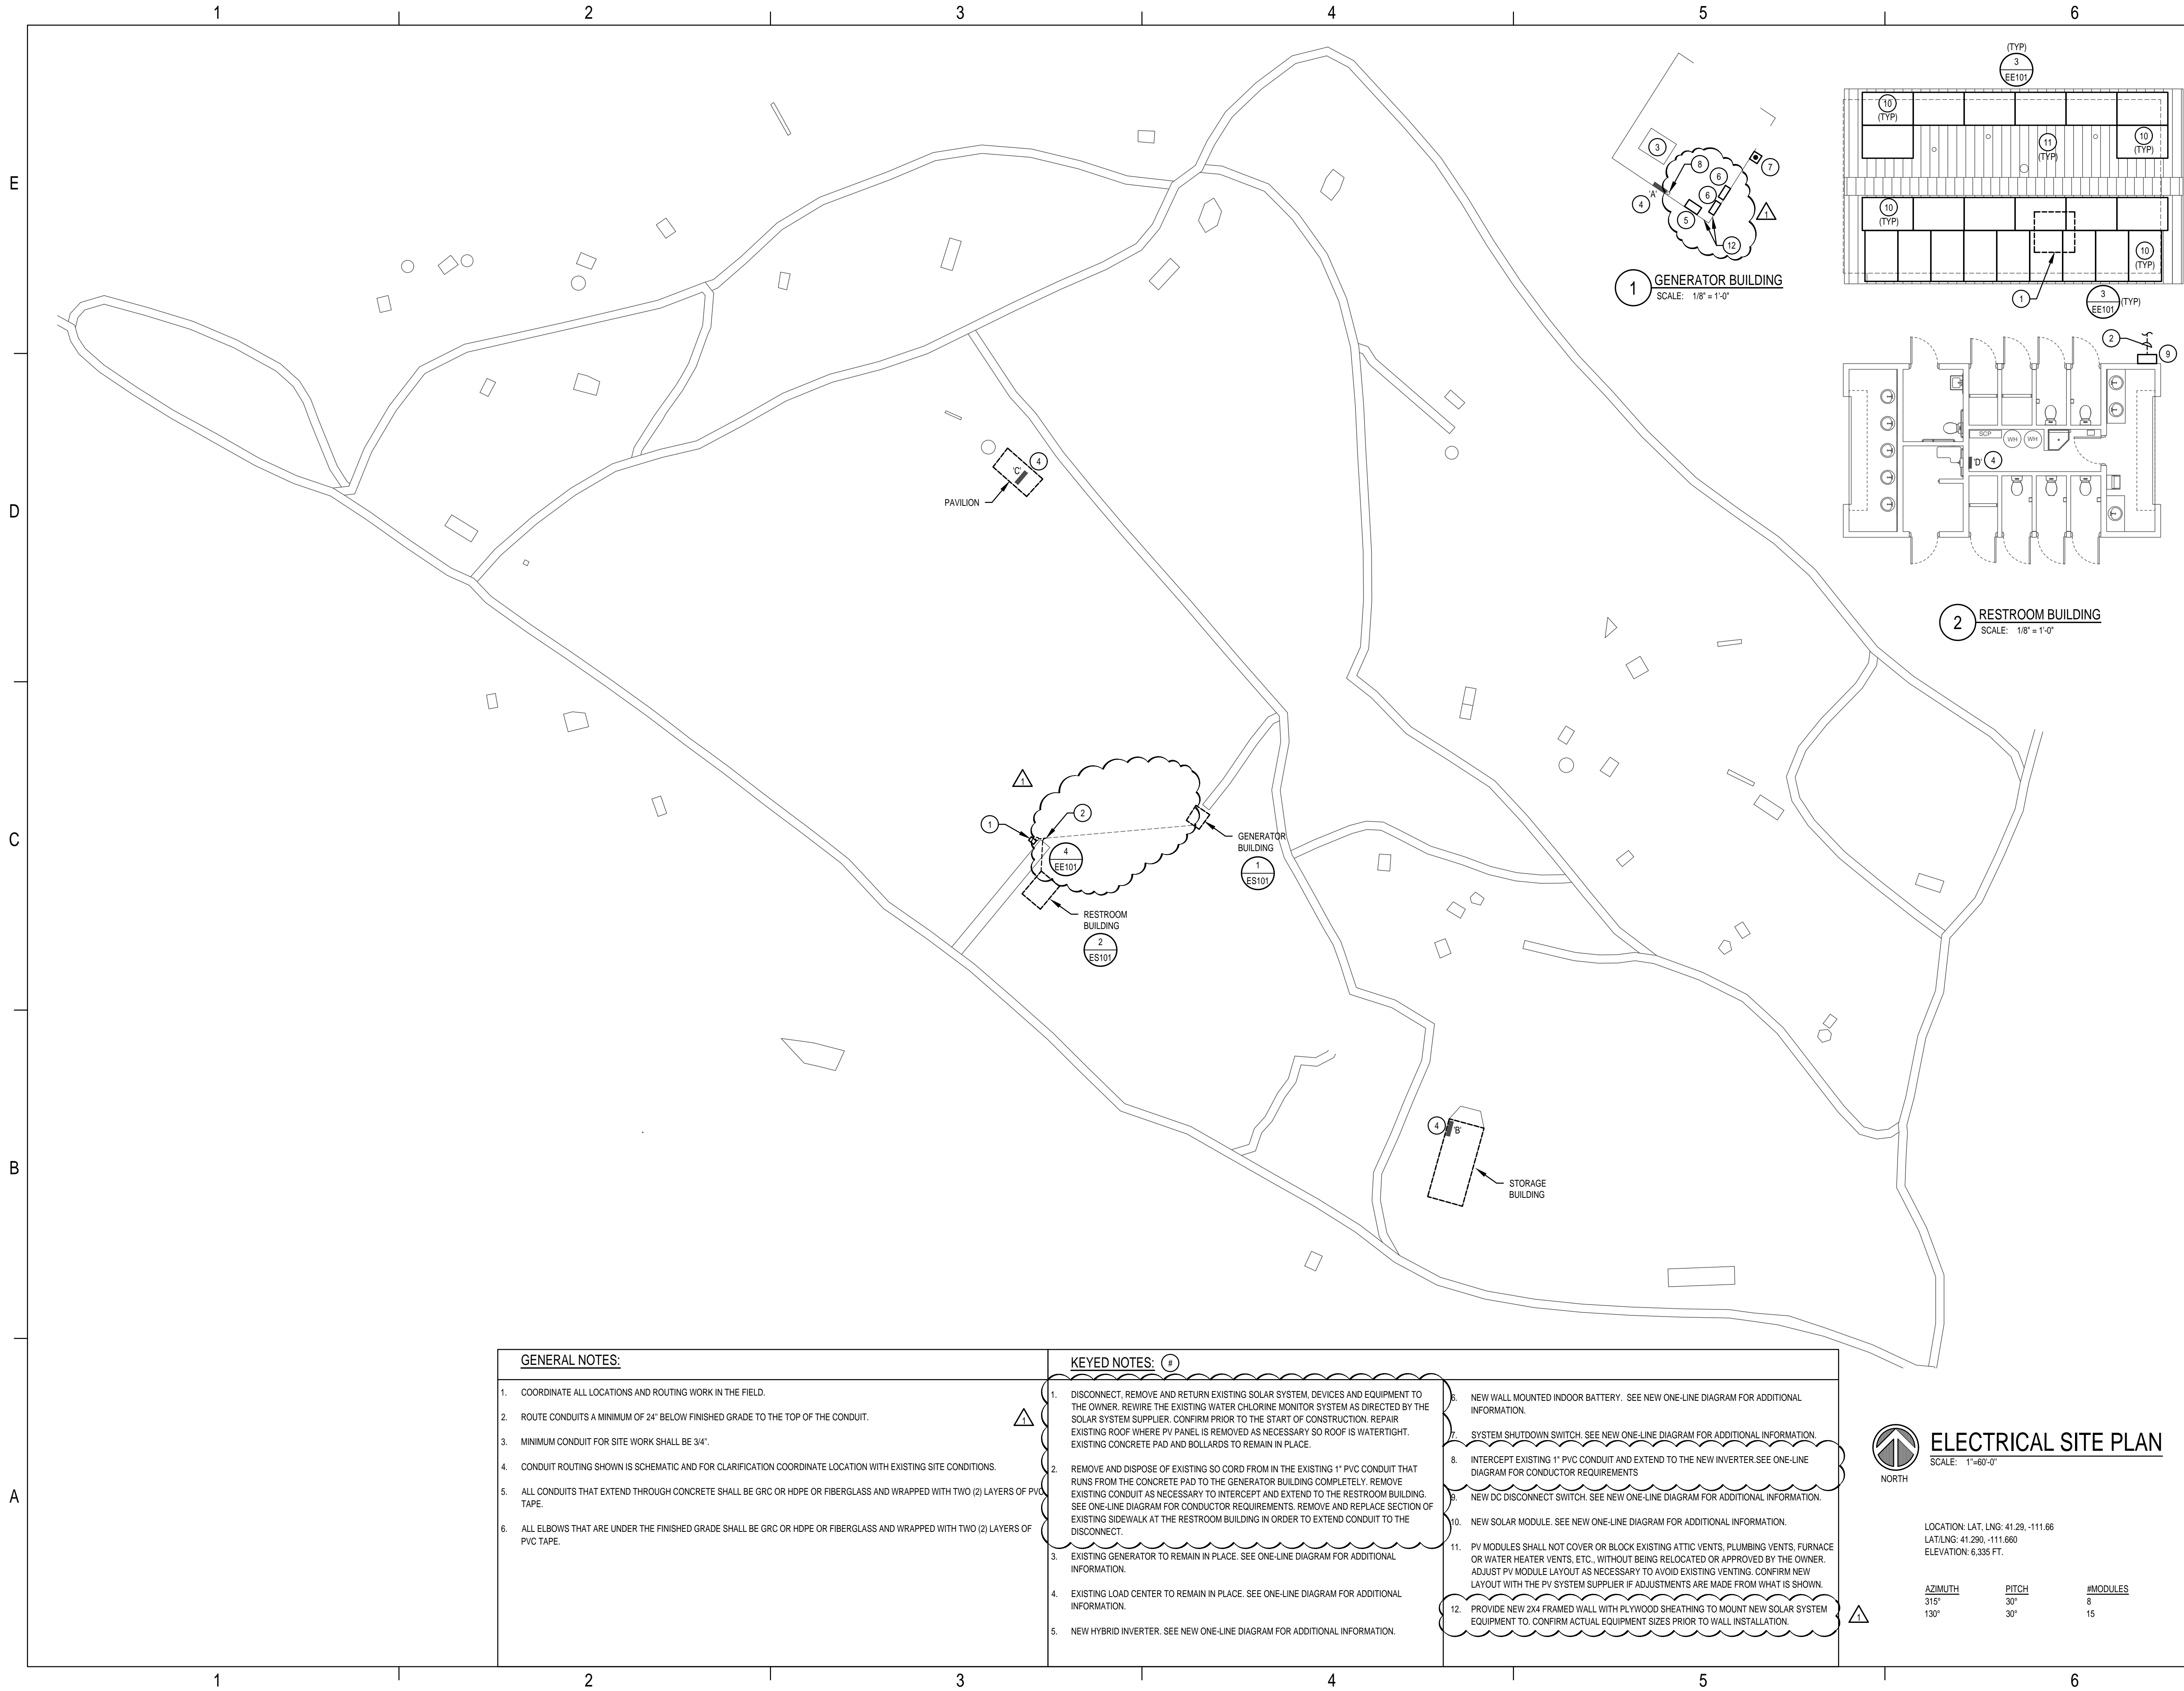 1 2 3 4 5 6
E
D
C
B
A
(TYP)
3
EE101
10
(TYP)
10
(TYP)
11
(TYP)
10
(TYP)
10
(TYP)
1
3
EE101
(TYP)
3
8
6
6
7
'A'
4
5
12
1
1
GENERATOR BUILDING
SCALE: 1/8" = 1'-0"
2
9
SCP
WH
WH
'D'
4
2
RESTROOM BUILDING
SCALE: 1/8" = 1'-0"
'C'
4
PAVILION
1
1
2
4
EE101
GENERATOR
BUILDING
1
ES101
RESTROOM
BUILDING
2
ES101
4
'B'
STORAGE
BUILDING
GENERAL NOTES:
1. COORDINATE ALL LOCATIONS AND ROUTING WORK IN THE FIELD.
2. ROUTE CONDUITS A MINIMUM OF 24" BELOW FINISHED GRADE TO THE TOP OF THE CONDUIT.
3. MINIMUM CONDUIT FOR SITE WORK SHALL BE 3/4".
4. CONDUIT ROUTING SHOWN IS SCHEMATIC AND FOR CLARIFICATION COORDINATE LOCATION WITH EXISTING SITE CONDITIONS.
5. ALL CONDUITS THAT EXTEND THROUGH CONCRETE SHALL BE GRC OR HDPE OR FIBERGLASS AND WRAPPED WITH TWO (2) LAYERS OF PVC
TAPE.
6. ALL ELBOWS THAT ARE UNDER THE FINISHED GRADE SHALL BE GRC OR HDPE OR FIBERGLASS AND WRAPPED WITH TWO (2) LAYERS OF
PVC TAPE.
1
KEYED NOTES: #
1. DISCONNECT, REMOVE AND RETURN EXISTING SOLAR SYSTEM, DEVICES AND EQUIPMENT TO
THE OWNER. REWIRE THE EXISTING WATER CHLORINE MONITOR SYSTEM AS DIRECTED BY THE
SOLAR SYSTEM SUPPLIER. CONFIRM PRIOR TO THE START OF CONSTRUCTION. REPAIR
EXISTING ROOF WHERE PV PANEL IS REMOVED AS NECESSARY SO ROOF IS WATERTIGHT.
EXISTING CONCRETE PAD AND BOLLARDS TO REMAIN IN PLACE.
2. REMOVE AND DISPOSE OF EXISTING SO CORD FROM IN THE EXISTING 1" PVC CONDUIT THAT
RUNS FROM THE CONCRETE PAD TO THE GENERATOR BUILDING COMPLETELY. REMOVE
EXISTING CONDUIT AS NECESSARY TO INTERCEPT AND EXTEND TO THE RESTROOM BUILDING.
SEE ONE-LINE DIAGRAM FOR CONDUCTOR REQUIREMENTS. REMOVE AND REPLACE SECTION OF
EXISTING SIDEWALK AT THE RESTROOM BUILDING IN ORDER TO EXTEND CONDUIT TO THE
DISCONNECT.
3. EXISTING GENERATOR TO REMAIN IN PLACE. SEE ONE-LINE DIAGRAM FOR ADDITIONAL
INFORMATION.
4. EXISTING LOAD CENTER TO REMAIN IN PLACE. SEE ONE-LINE DIAGRAM FOR ADDITIONAL
INFORMATION.
5. NEW HYBRID INVERTER. SEE NEW ONE-LINE DIAGRAM FOR ADDITIONAL INFORMATION.
6. NEW WALL MOUNTED INDOOR BATTERY. SEE NEW ONE-LINE DIAGRAM FOR ADDITIONAL
INFORMATION.
7. SYSTEM SHUTDOWN SWITCH. SEE NEW ONE-LINE DIAGRAM FOR ADDITIONAL INFORMATION.
8. INTERCEPT EXISTING 1" PVC CONDUIT AND EXTEND TO THE NEW INVERTER.SEE ONE-LINE
DIAGRAM FOR CONDUCTOR REQUIREMENTS
9. NEW DC DISCONNECT SWITCH. SEE NEW ONE-LINE DIAGRAM FOR ADDITIONAL INFORMATION.
10. NEW SOLAR MODULE. SEE NEW ONE-LINE DIAGRAM FOR ADDITIONAL INFORMATION.
11. PV MODULES SHALL NOT COVER OR BLOCK EXISTING ATTIC VENTS, PLUMBING VENTS, FURNACE
OR WATER HEATER VENTS, ETC., WITHOUT BEING RELOCATED OR APPROVED BY THE OWNER.
ADJUST PV MODULE LAYOUT AS NECESSARY TO AVOID EXISTING VENTING. CONFIRM NEW
LAYOUT WITH THE PV SYSTEM SUPPLIER IF ADJUSTMENTS ARE MADE FROM WHAT IS SHOWN.
12. PROVIDE NEW 2X4 FRAMED WALL WITH PLYWOOD SHEATHING TO MOUNT NEW SOLAR SYSTEM
EQUIPMENT TO. CONFIRM ACTUAL EQUIPMENT SIZES PRIOR TO WALL INSTALLATION.
1
NORTH
ELECTRICAL SITE PLAN
SCALE: 1"=60'-0"
LOCATION: LAT, LNG: 41.29, -111.66
LAT/LNG: 41.290, -111.660
ELEVATION: 6,335 FT.
AZIMUTH PITCH #MODULES
315° 30° 8
130° 30° 15
1 2 3 4 5 6